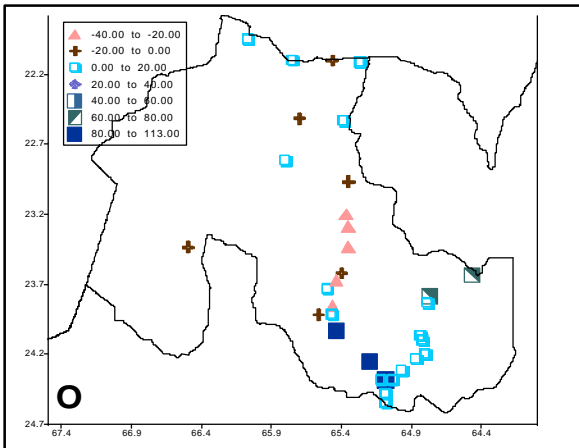 -40.00 to -20.00
-20.00 to 0.00
0.00 to 20.00
20.00 to 40.00
40.00 to 60.00
60.00 to 80.00
80.00 to 113.00
22.2
22.7
23.2
23.7
24.2
24.7
O
67.4 66.9 66.4 65.9 65.4 64.9 64.4